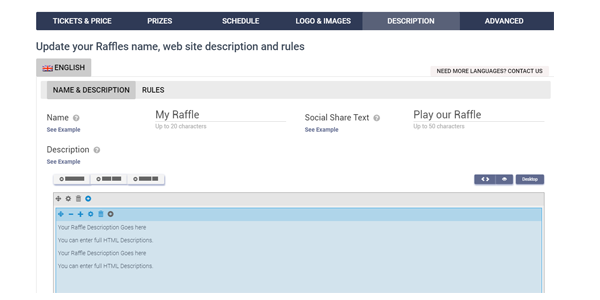 TICKETS & PRICE PRIZES SCHEDULE LOGO & IMAGES DESCRIPTION ADVANCED
Update your Raffles name, web site description and rules
ENGLISH
NEED MORE LANGUAGES? CONTACT US
NAME & DESCRIPTION RULES
Name My Raffle Social Share Text Play our Raffle
See Example Up to 20 characters See Example Up to 50 characters
Description
See Example
Desktop
Your Raffle Descrioption Goes here
You can enter full HTML Descriptions.
Your Raffle Descrioption Goes here
You can enter full HTML Descriptions.